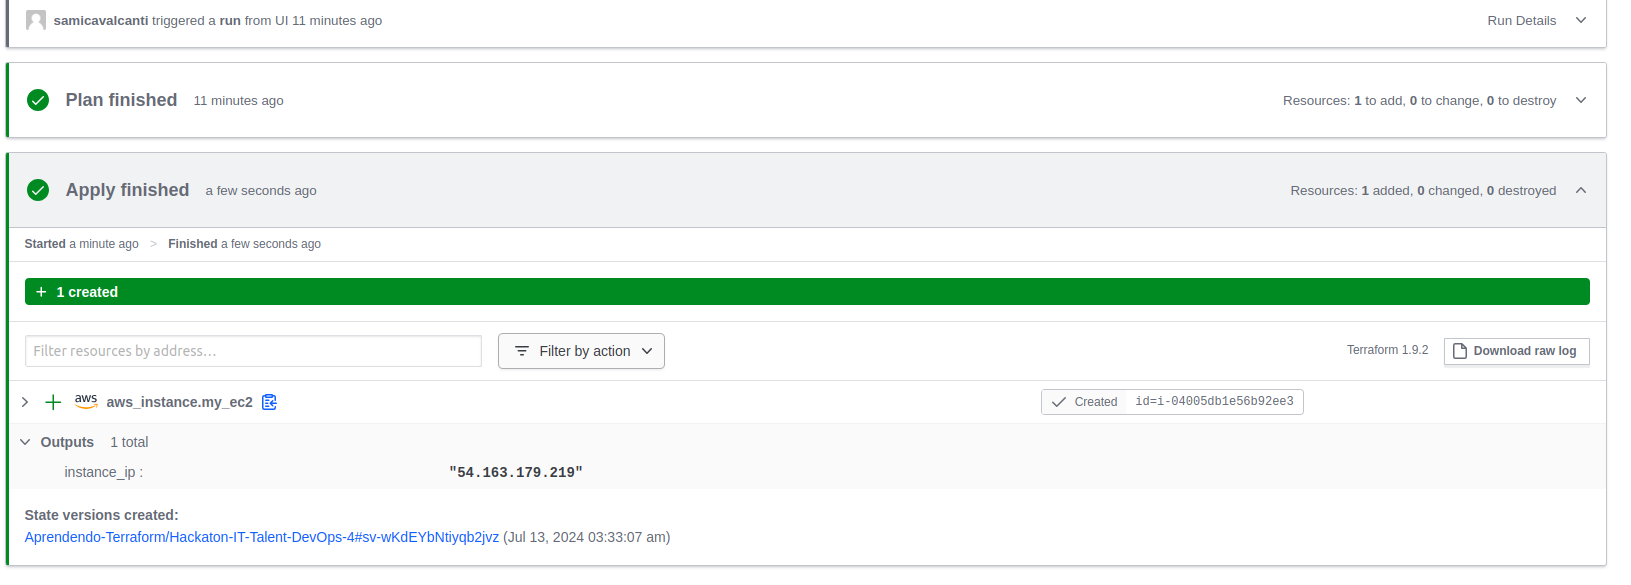 samicavalcanti triggered a run from UI 11 minutes ago
Run Details
Plan finished 11 minutes ago
Resources: 1 to add, 0 to change, 0 to destroy
Apply finished a few seconds ago
Resources: 1 added, 0 changed, 0 destroyed
Started a minute ago > Finished a few seconds ago
+ 1 created
Filter resources by address...
Filter by action
Terraform 1.9.2
Download raw log
aws aws_instance.my_ec2
Created id=i-04005db1e56b92ee3
Outputs 1 total
instance_ip : "54.163.179.219"
State versions created:
Aprendendo-Terraform/Hackaton-IT-Talent-DevOps-4#sv-wKdEYbNtiyqb2jvz (Jul 13, 2024 03:33:07 am)